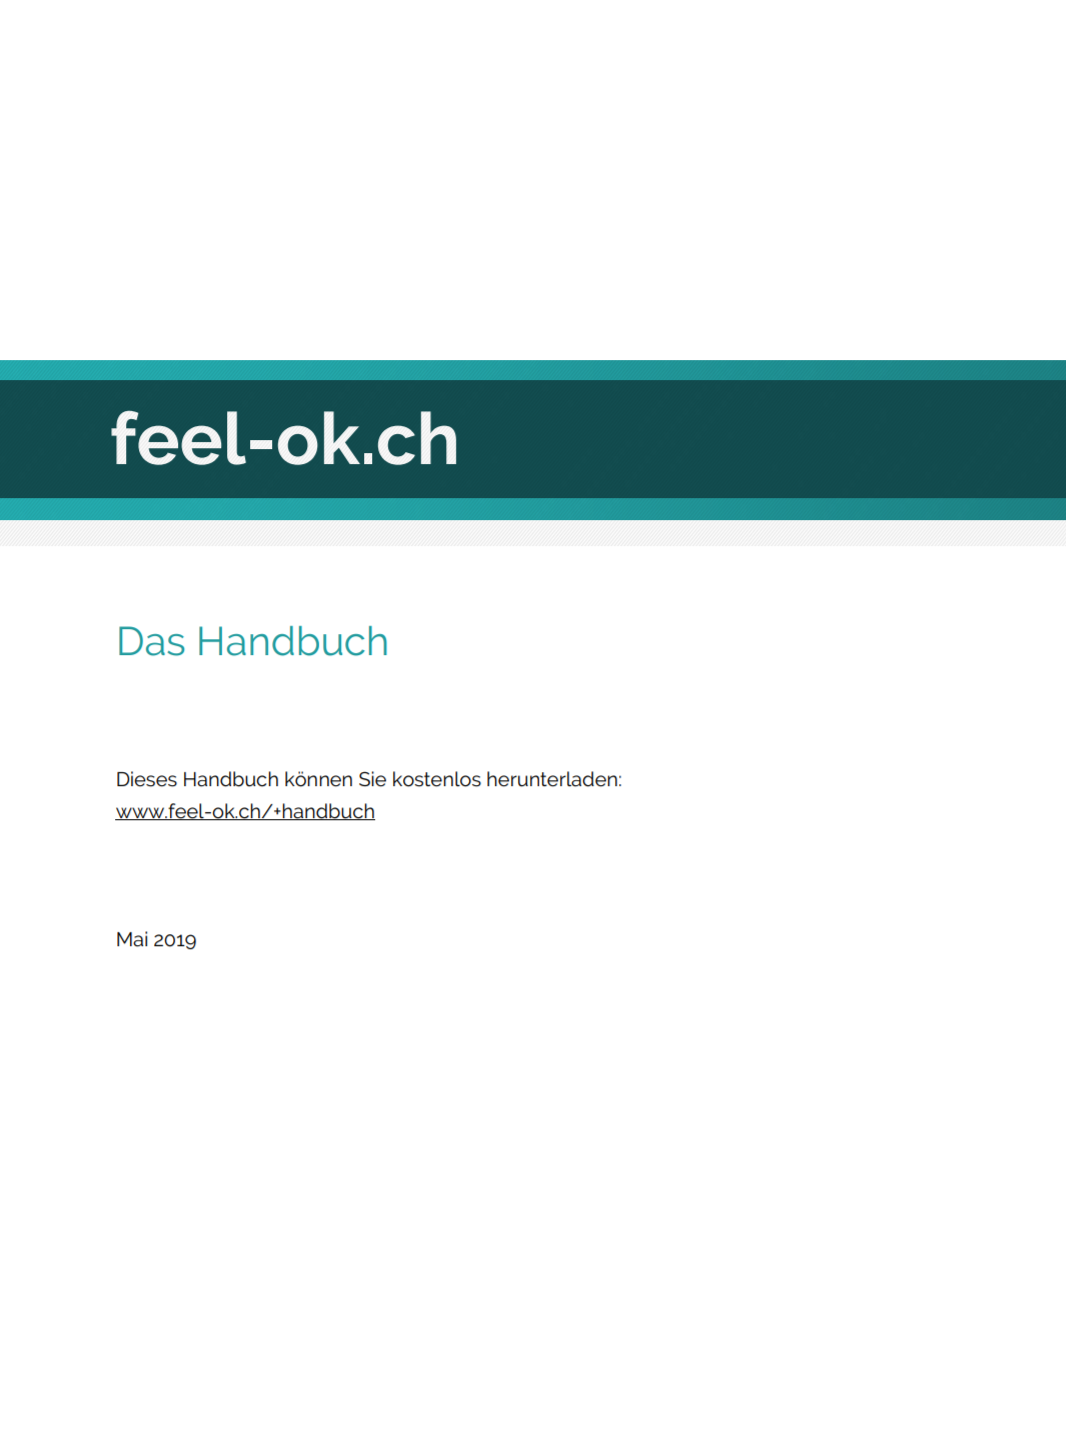 feel-ok.ch
Das Handbuch
Dieses Handbuch können Sie kostenlos herunterladen:
www.feel-ok.ch/+handbuch
Mai 2019